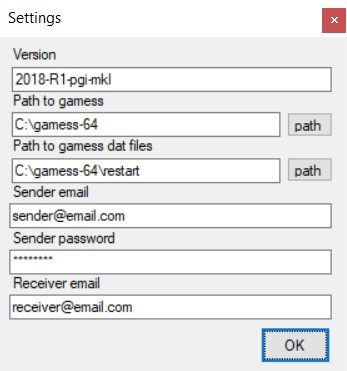 Settings
Version
2018-R1-pgi-mkl
Path to gamess
C:\gamess-64
path
Path to gamess dat files
C:\gamess-64\restart
path
Sender email
sender@email.com
Sender password
********
Receiver email
receiver@email.com
OK